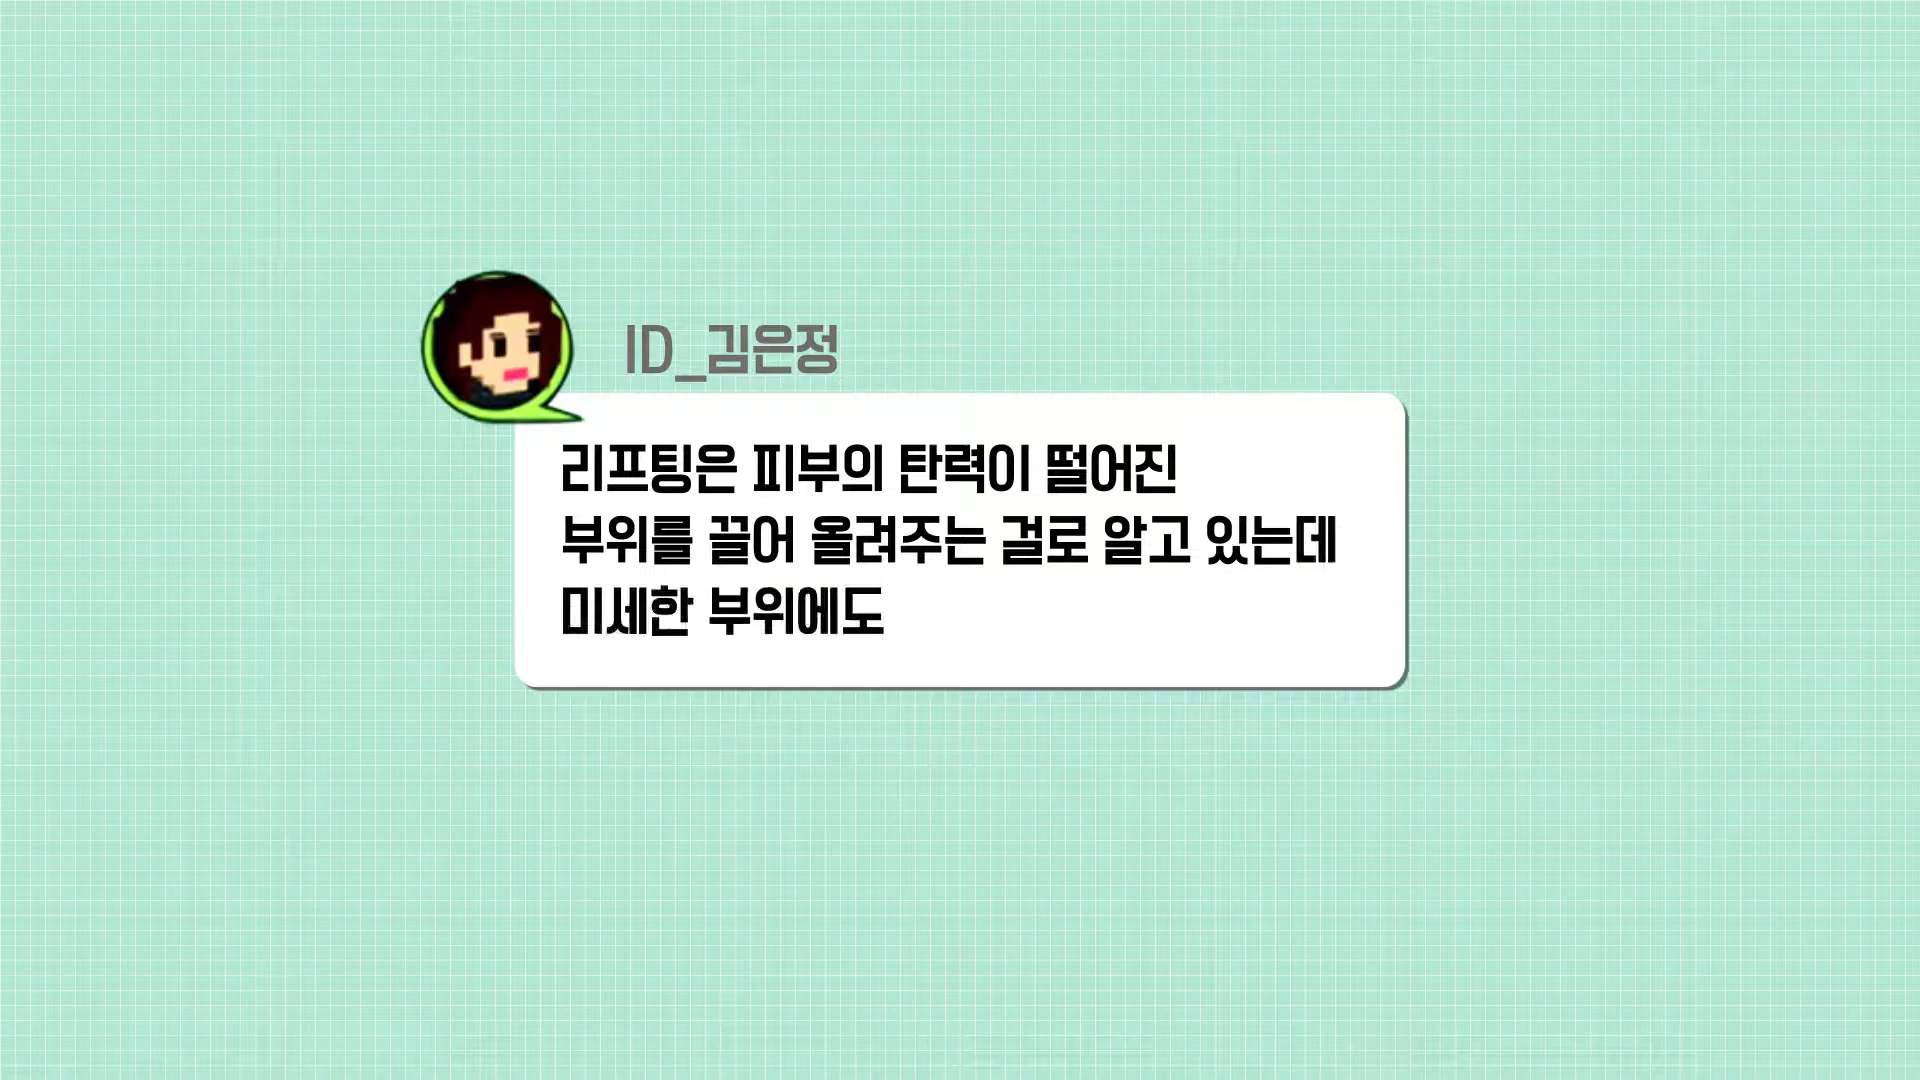 ID_김은정
리프팅은 피부의 탄력이 떨어진
부위를 끌어 올려주는 걸로 알고 있는데
미세한 부위에도